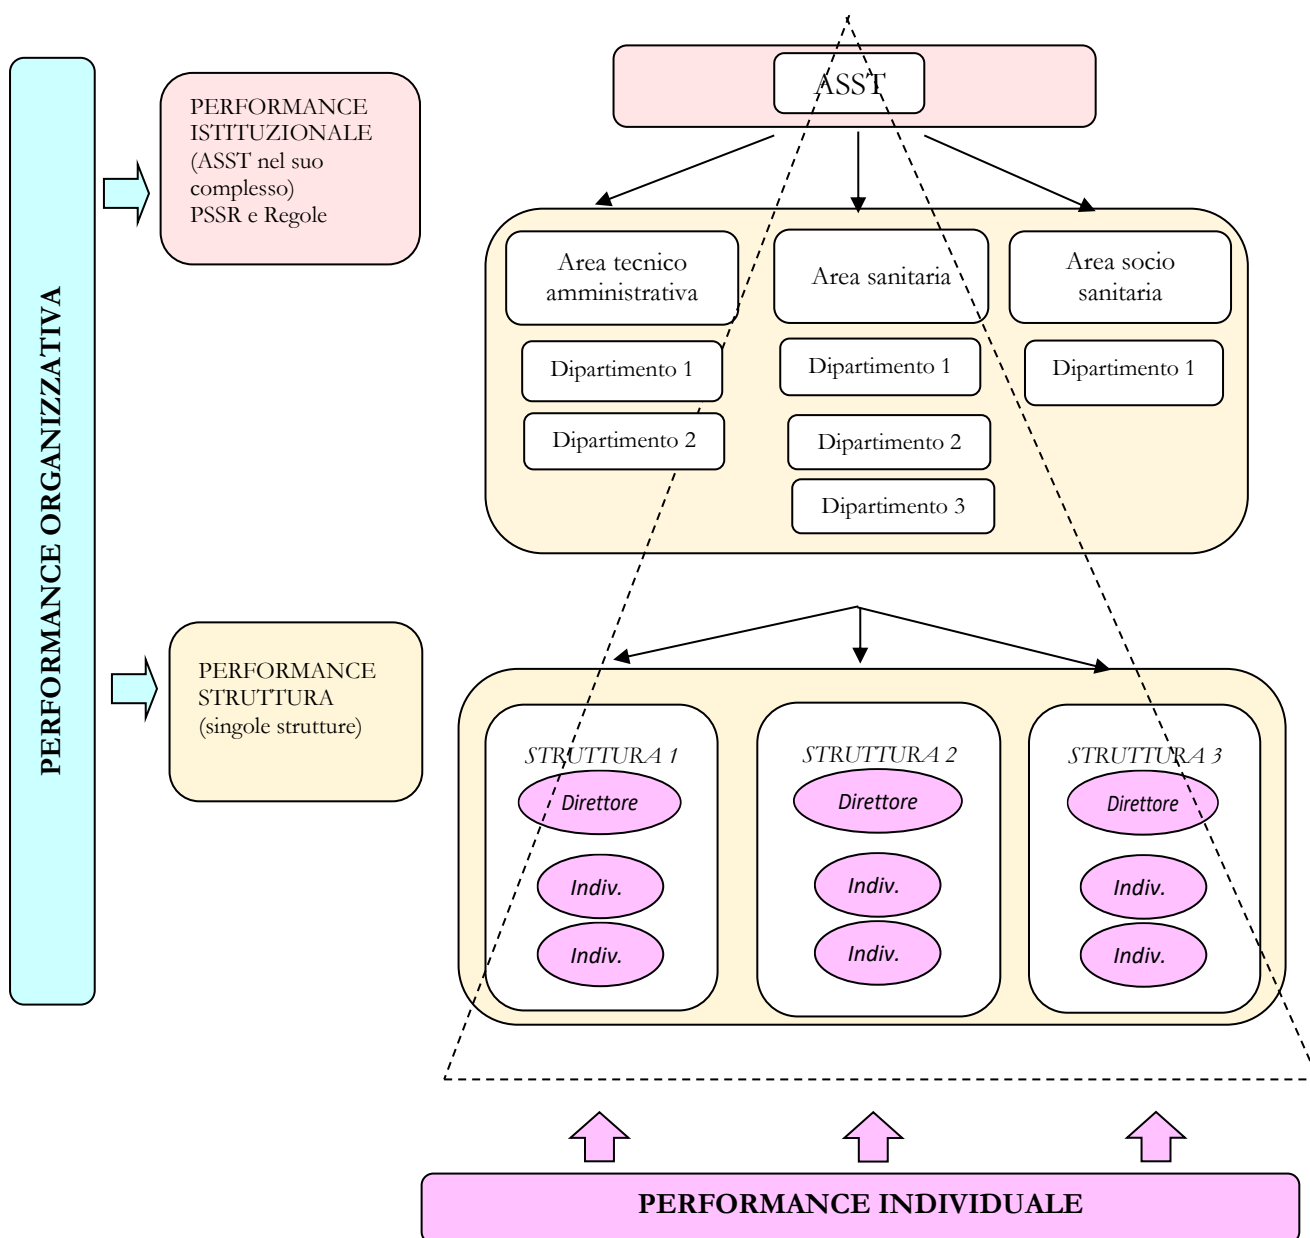 PERFORMANCE ORGANIZZATIVA
PERFORMANCE
ISTITUZIONALE
(ASST nel suo
complesso)
PSSR e Regole
ASST
Area tecnico
amministrativa
Area sanitaria
Area socio
sanitaria
Dipartimento 1
Dipartimento 1
Dipartimento 1
Dipartimento 2
Dipartimento 2
Dipartimento 3
PERFORMANCE
STRUTTURA
(singole strutture)
STRUTTURA 1
Direttore
Indiv.
Indiv.
STRUTTURA 2
Direttore
Indiv.
Indiv.
STRUTTURA 3
Direttore
Indiv.
Indiv.
PERFORMANCE INDIVIDUALE